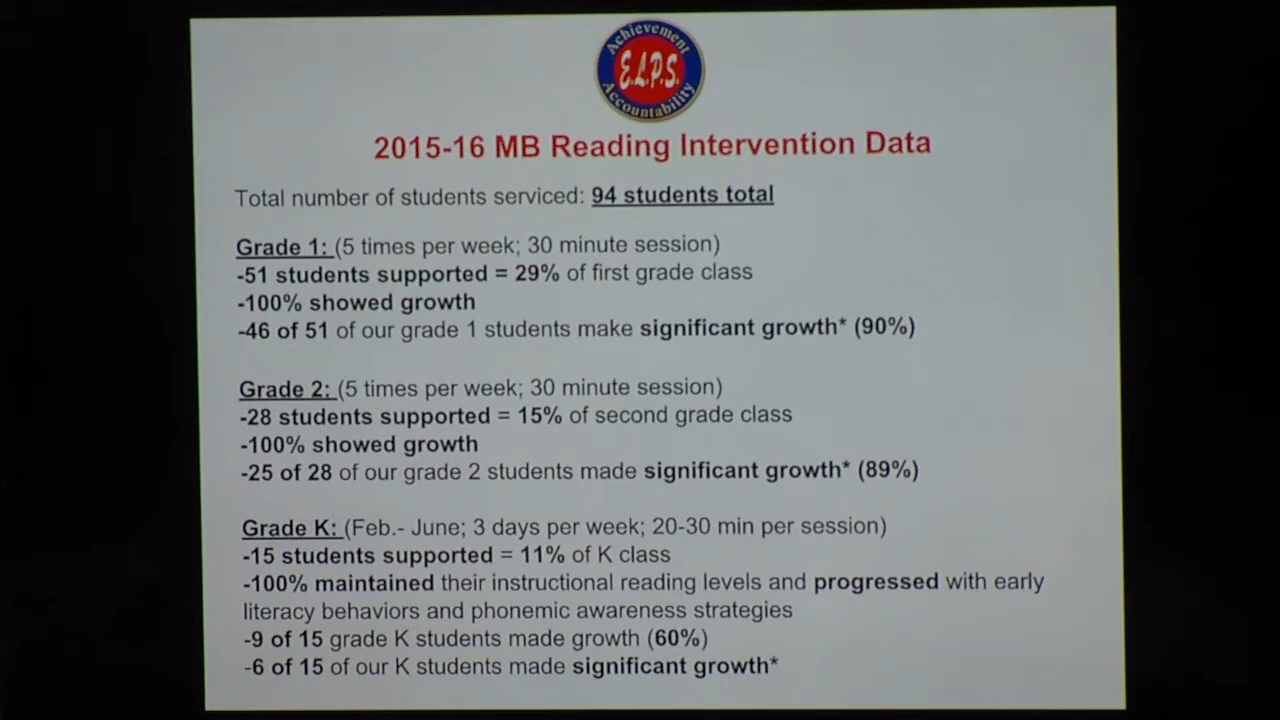 Achievement
E.L.P.S.
Accountability
2015-16 MB Reading Intervention Data
Total number of students serviced: 94 students total
Grade 1: (5 times per week; 30 minute session)
-51 students supported = 29% of first grade class
-100% showed growth
-46 of 51 of our grade 1 students make significant growth* (90%)
Grade 2: (5 times per week; 30 minute session)
-28 students supported = 15% of second grade class
-100% showed growth
-25 of 28 of our grade 2 students made significant growth* (89%)
Grade K: (Feb.- June; 3 days per week; 20-30 min per session)
-15 students supported = 11% of K class
-100% maintained their instructional reading levels and progressed with early
literacy behaviors and phonemic awareness strategies
-9 of 15 grade K students made growth (60%)
-6 of 15 of our K students made significant growth*